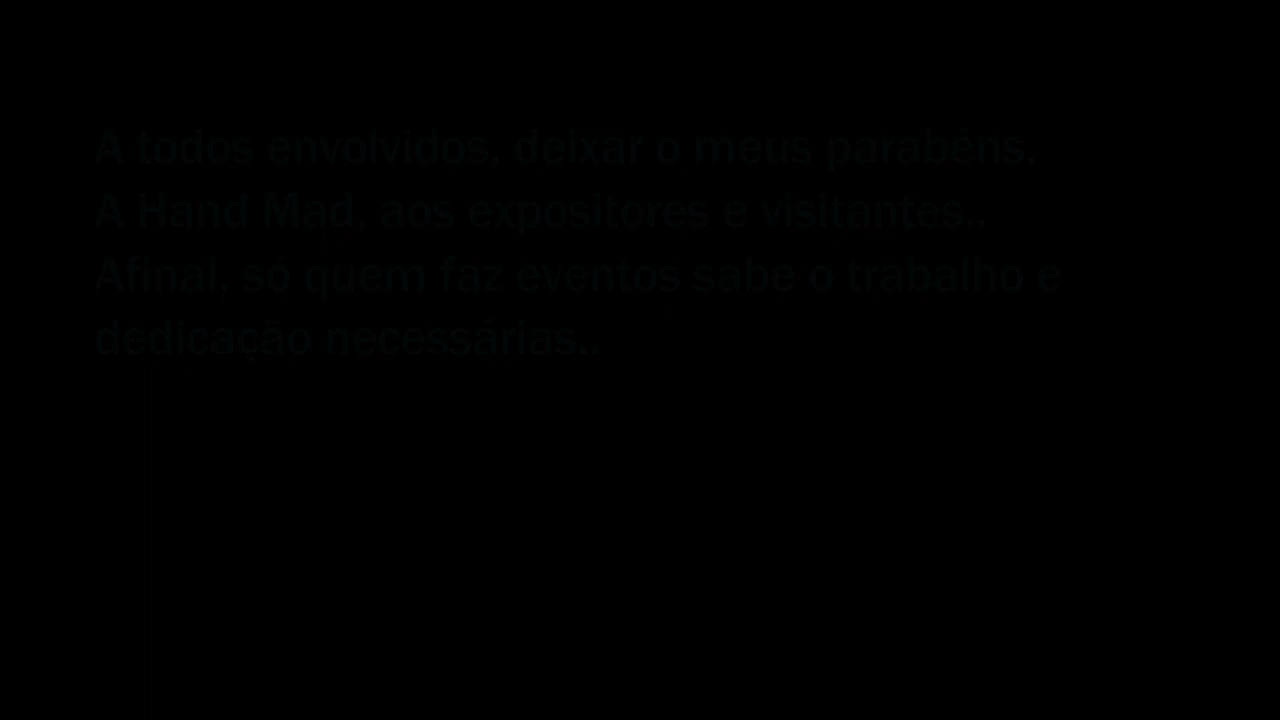 A todos envolvidos, deixar o meus parabéns.
A Hand Mad, aos expositores e visitantes..
Afinal, só quem faz eventos sabe o trabalho e
dedicação necessárias..